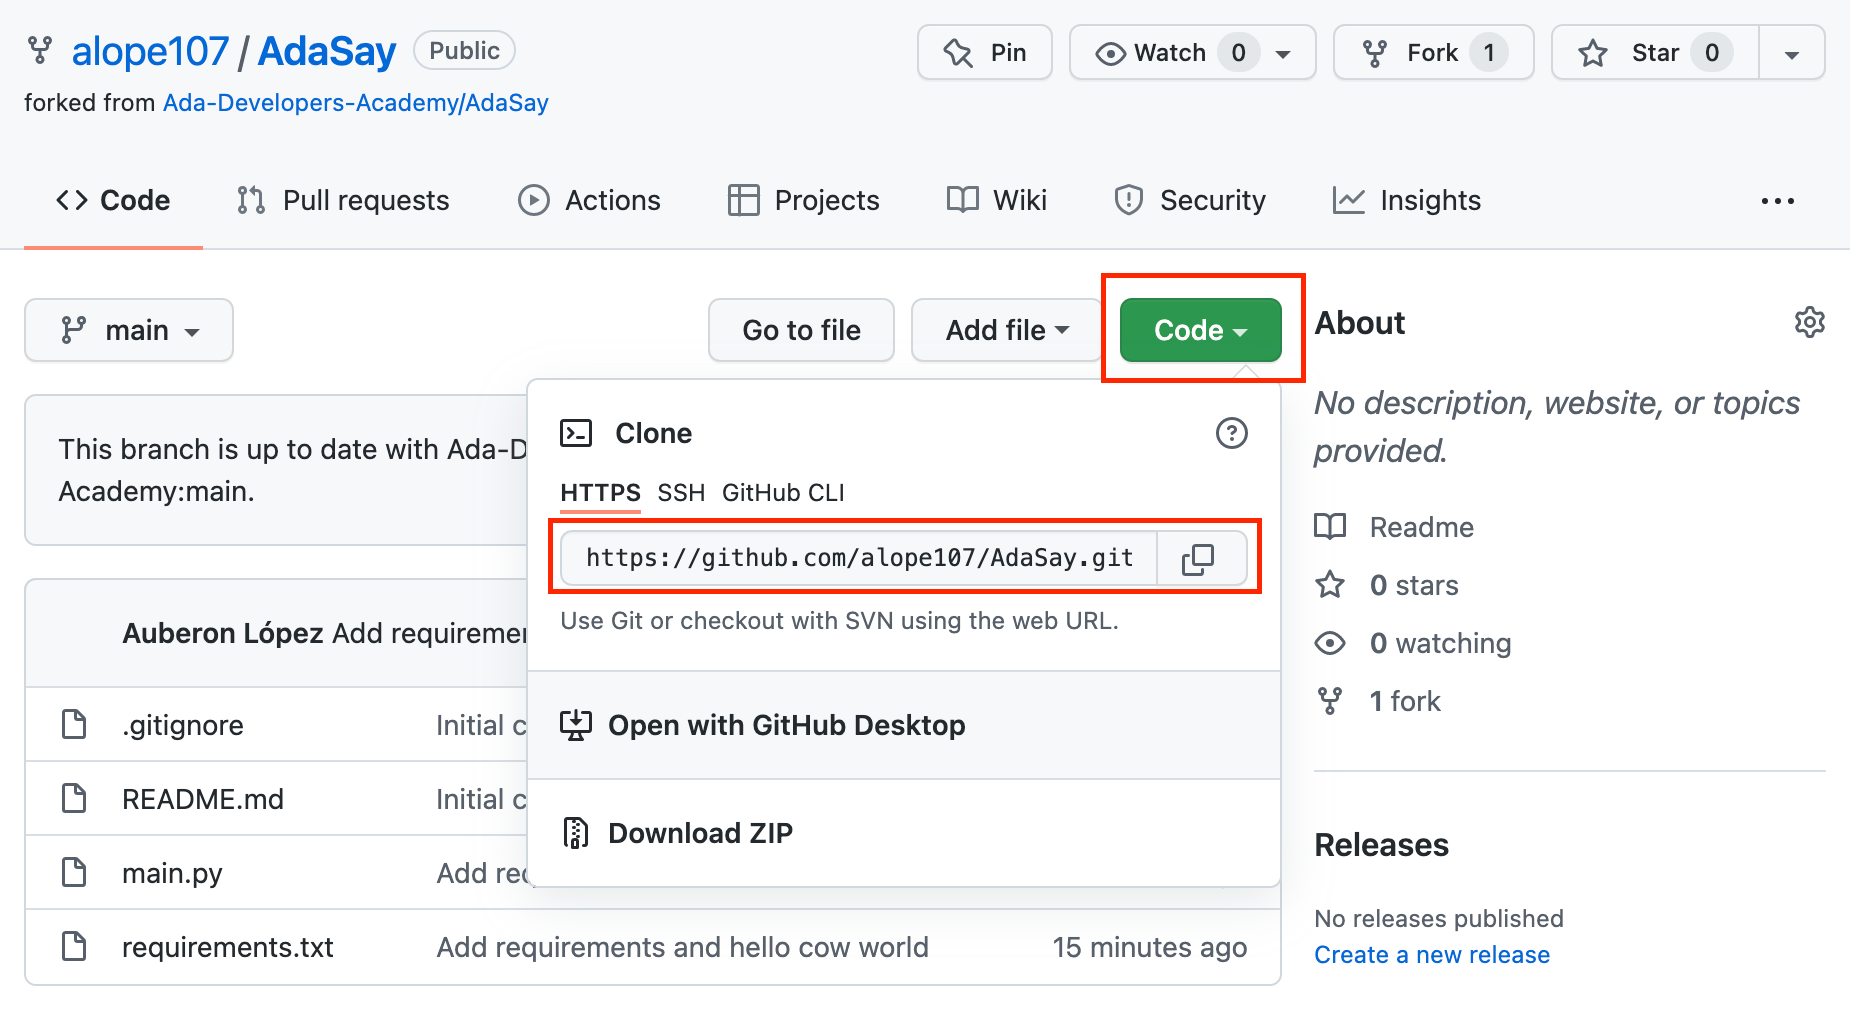 alope107 / AdaSay Public
Pin
Watch 0
Fork 1
Star 0
forked from Ada-Developers-Academy/AdaSay
Code
Pull requests
Actions
Projects
Wiki
Security
Insights
main
Go to file
Add file
Code
This branch is up to date with Ada-D
Academy:main.
Clone
HTTPS SSH GitHub CLI
https://github.com/alope107/AdaSay.git
Use Git or checkout with SVN using the web URL.
Open with GitHub Desktop
Download ZIP
Auberon López Add requiremen
.gitignore Initial c
README.md Initial c
main.py Add rec
requirements.txt Add requirements and hello cow world 15 minutes ago
About
No description, website, or topics
provided.
Readme
0 stars
0 watching
1 fork
Releases
No releases published
Create a new release